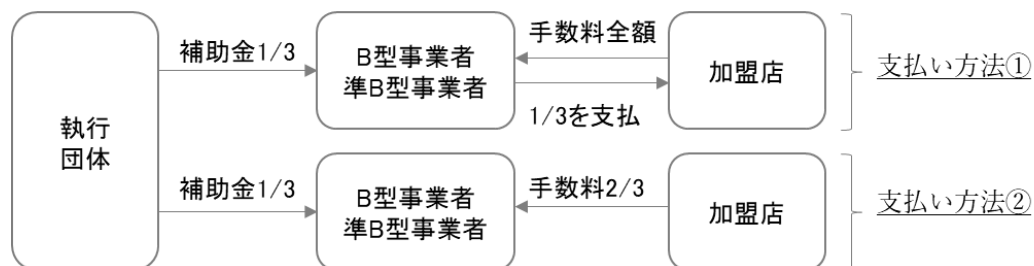 執行
団体
補助金1/3
B型事業者
準B型事業者
手数料全額
1/3を支払
加盟店
支払い方法①
補助金1/3
B型事業者
準B型事業者
手数料2/3
加盟店
支払い方法②